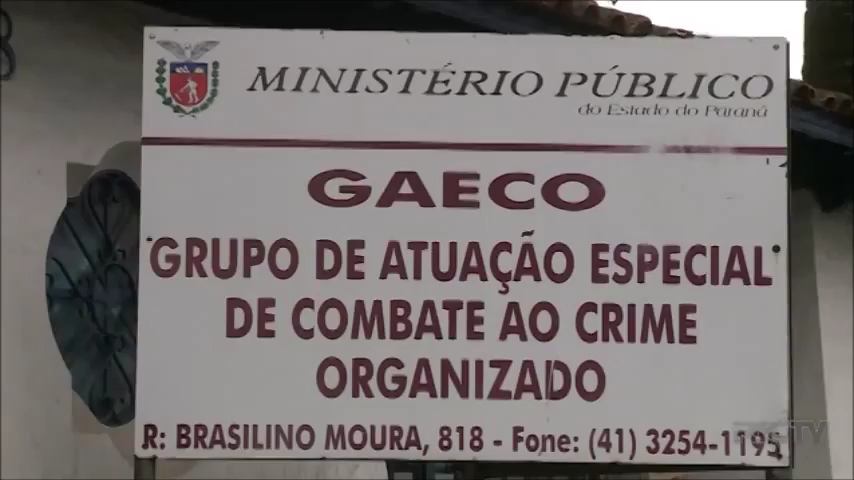 MINISTÉRIO PÚBLICO
do Estado do Paraná
GAECO
GRUPO DE ATUAÇÃO ESPECIAL
DE COMBATE AO CRIME
ORGANIZADO
R: BRASILINO MOURA, 818 - Fone: (41) 3254-1195